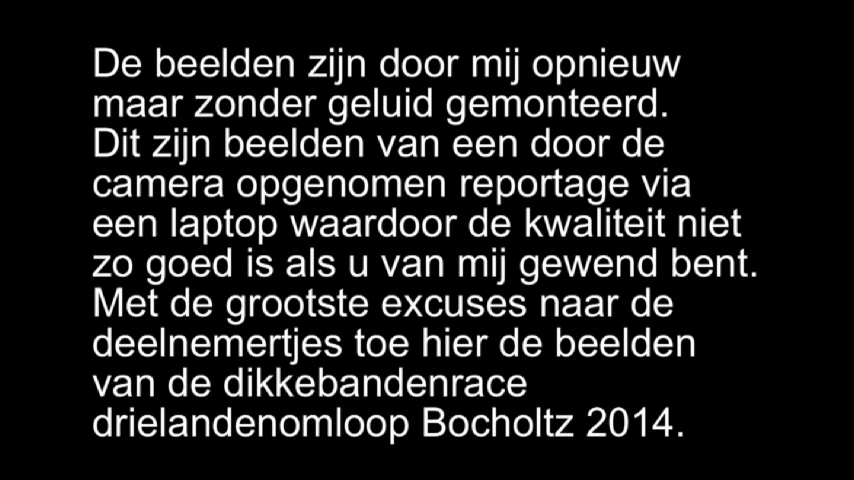 De beelden zijn door mij opnieuw
maar zonder geluid gemonteerd.
Dit zijn beelden van een door de
camera opgenomen reportage via
een laptop waardoor de kwaliteit niet
zo goed is als u van mij gewend bent.
Met de grootste excuses naar de
deelnemertjes toe hier de beelden
van de dikkebandenrace
drielandenomloop Bocholtz 2014.